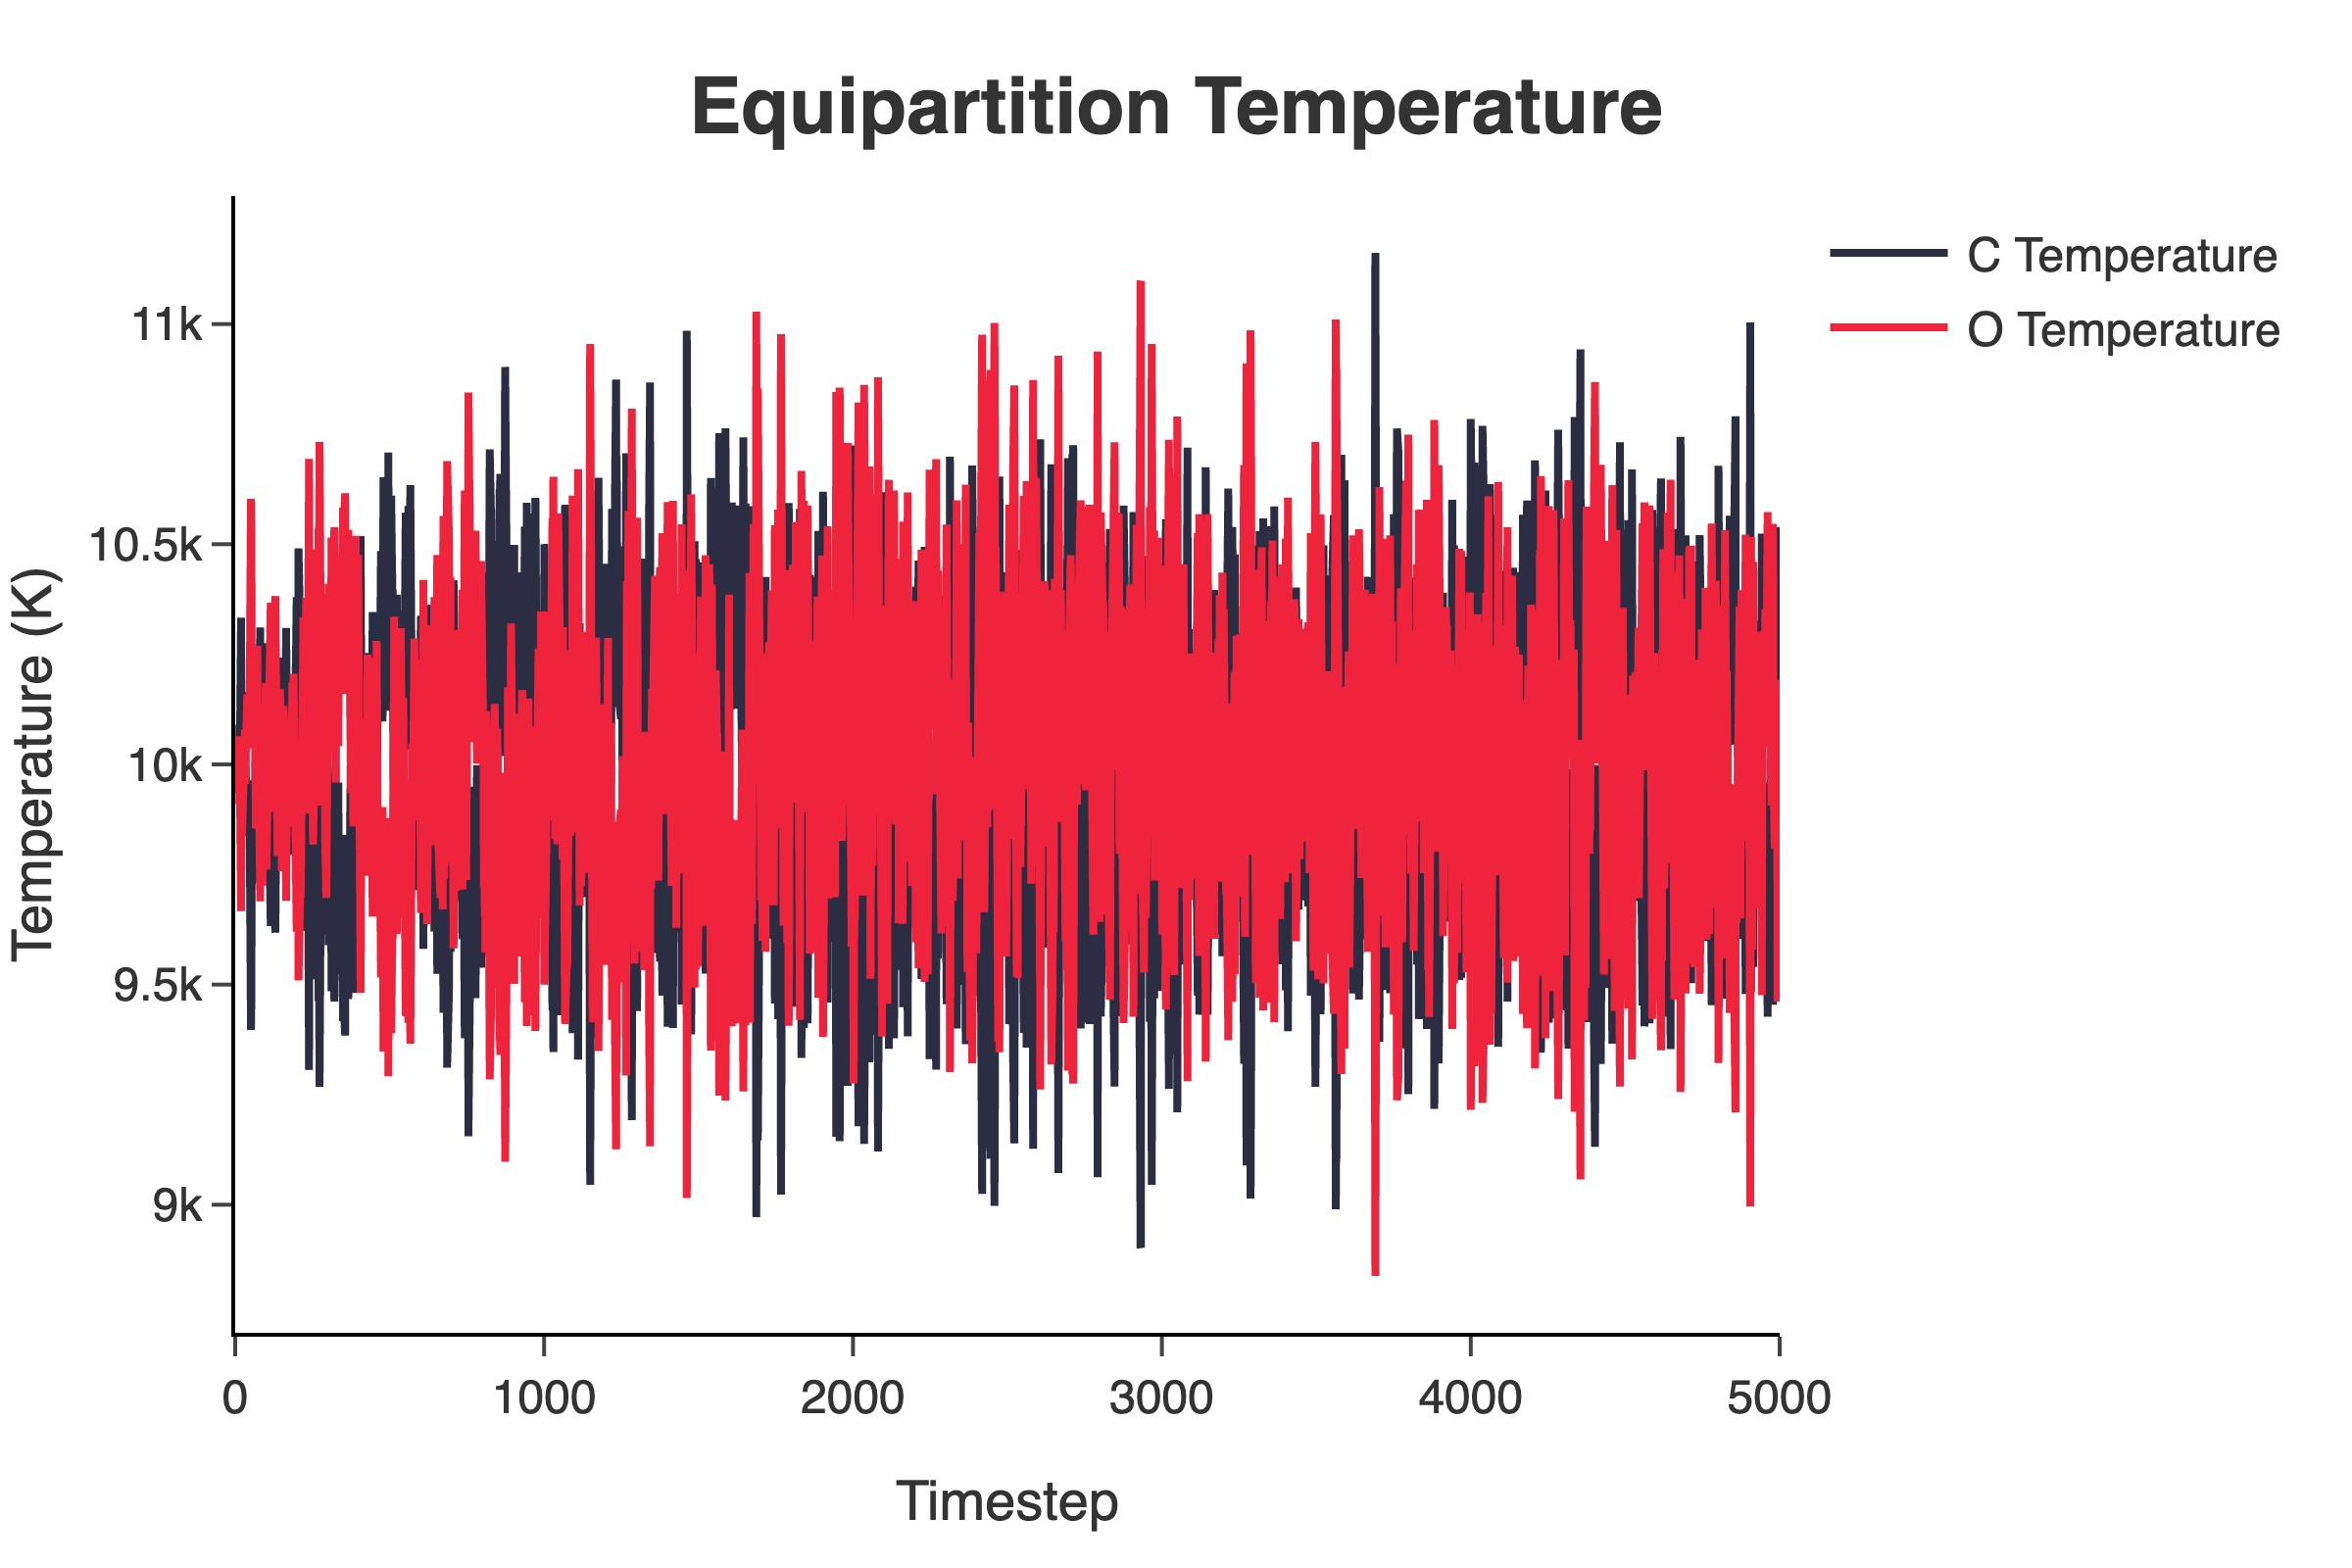 Equipartition Temperature
C Temperature
O Temperature
Temperature (K)
11k
10.5k
10k
9.5k
9k
0 1000 2000 3000 4000 5000
Timestep